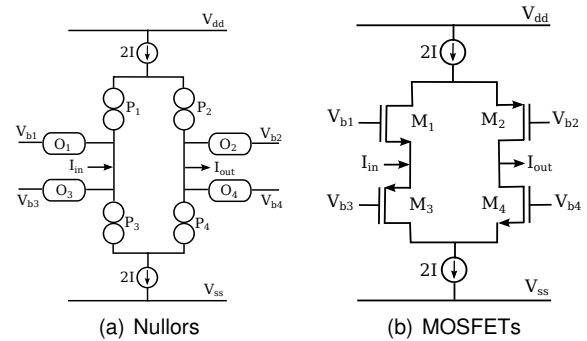 V_dd
2I
P_1
P_2
V_b1
O_1
O_2
V_b2
I_in
I_out
V_b3
O_3
O_4
V_b4
P_3
P_4
2I
V_ss
(a) Nullors
V_dd
2I
V_b1
M_1
M_2
V_b2
I_in
I_out
V_b3
M_3
M_4
V_b4
2I
V_ss
(b) MOSFETs